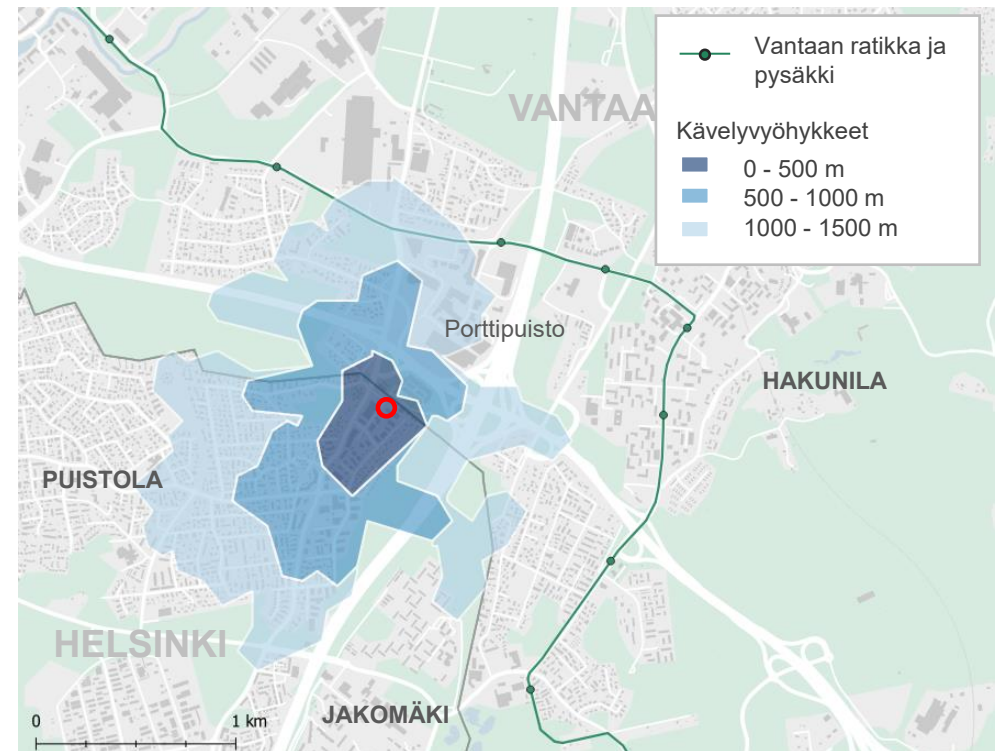 Vantaan ratikka ja
pysäkki
VANTAA
Kävelyvyöhykkeet
0 - 500 m
500 - 1000 m
1000 - 1500 m
Porttipuisto
HAKUNILA
PUISTOLA
HELSINKI
JAKOMÄKI
0 1 km